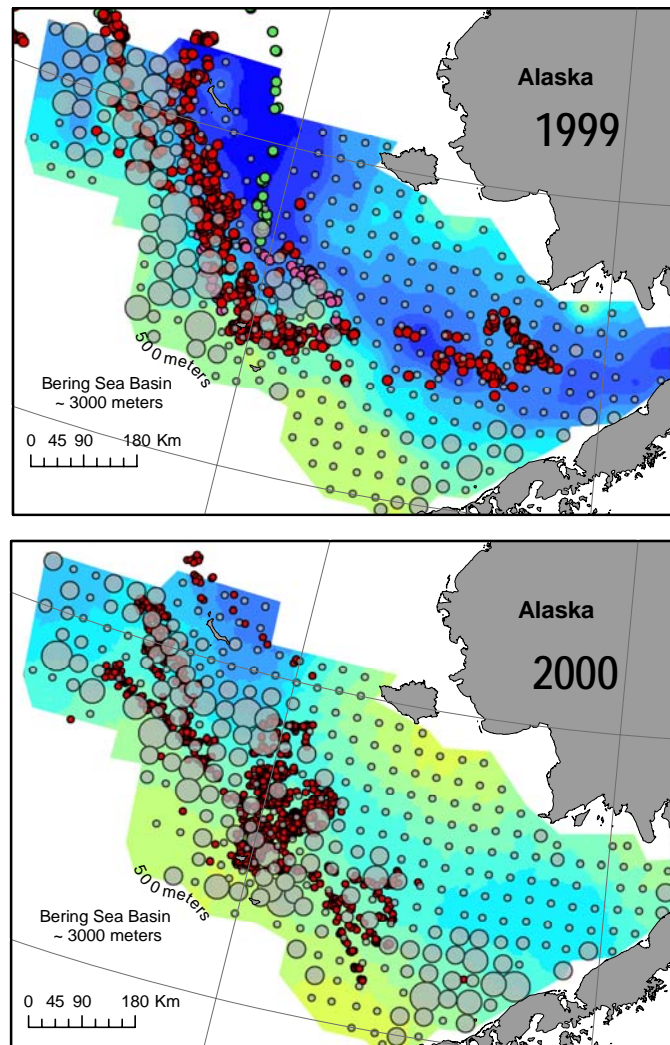 Alaska
1999
500 meters
Bering Sea Basin
~ 3000 meters
0 45 90 180 Km
Alaska
2000
500 meters
Bering Sea Basin
~ 3000 meters
0 45 90 180 Km